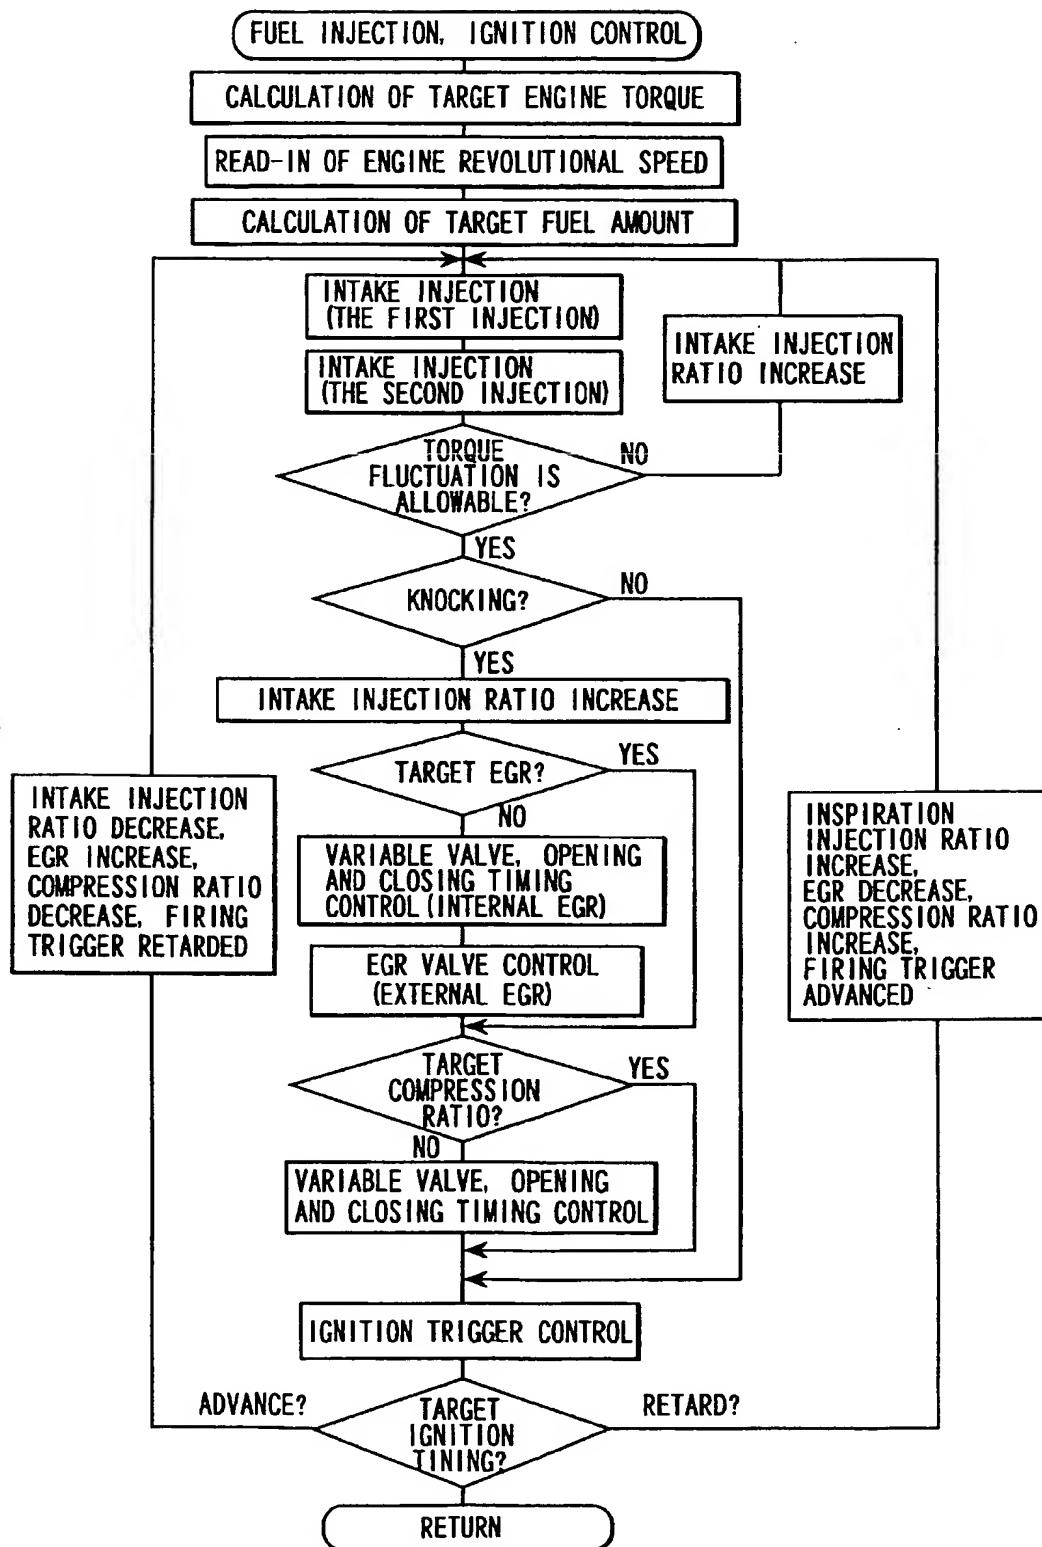 FUEL INJECTION, IGNITION CONTROL
CALCULATION OF TARGET ENGINE TORQUE
READ-IN OF ENGINE REVOLUTIONAL SPEED
CALCULATION OF TARGET FUEL AMOUNT
INTAKE INJECTION
(THE FIRST INJECTION)
INTAKE INJECTION
RATIO INCREASE
INTAKE INJECTION
(THE SECOND INJECTION)
TORQUE
FLUCTUATION IS
ALLOWABLE?
NO
YES
KNOCKING?
NO
YES
INTAKE INJECTION RATIO INCREASE
TARGET EGR?
YES
NO
INTAKE INJECTION
RATIO DECREASE,
EGR INCREASE,
COMPRESSION RATIO
DECREASE, FIRING
TRIGGER RETARDED
VARIABLE VALVE, OPENING
AND CLOSING TIMING
CONTROL (INTERNAL EGR)
INSPIRATION
INJECTION RATIO
INCREASE,
EGR DECREASE,
COMPRESSION RATIO
INCREASE,
FIRING TRIGGER
ADVANCED
EGR VALVE CONTROL
(EXTERNAL EGR)
TARGET
COMPRESSION
RATIO?
YES
NO
VARIABLE VALVE, OPENING
AND CLOSING TIMING CONTROL
IGNITION TRIGGER CONTROL
ADVANCE?
TARGET
IGNITION
TINING?
RETARD?
RETURN